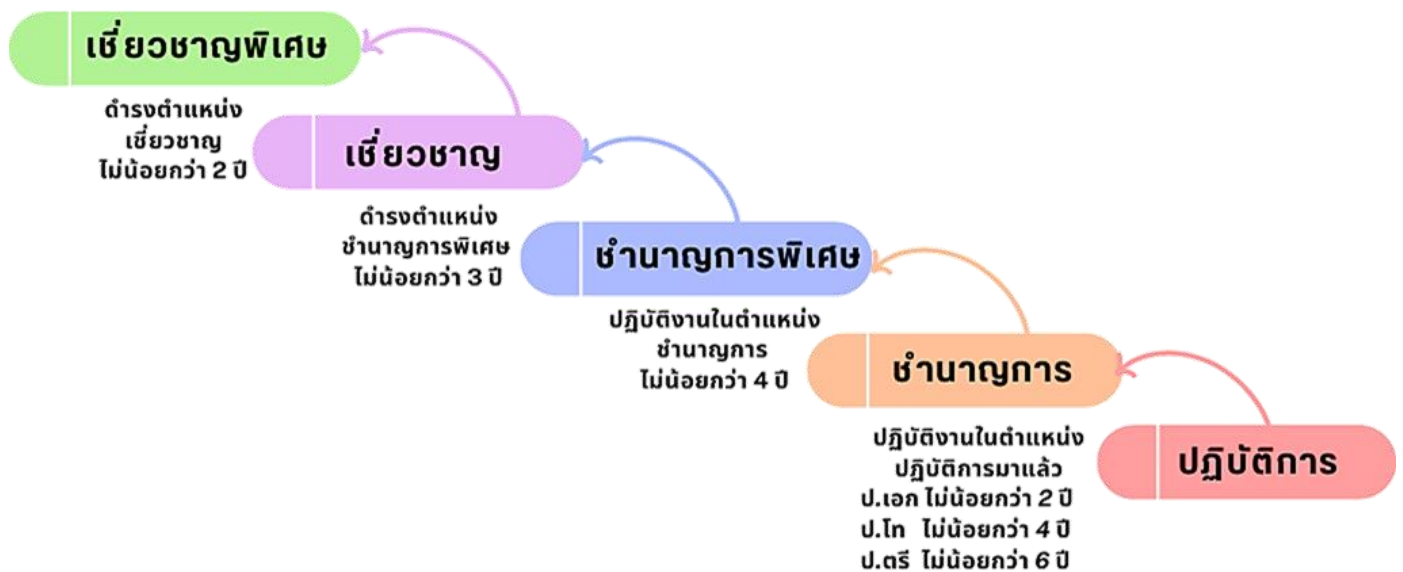 เชี่ยวชาญพิเศษ
ดำรงตำแหน่ง
เชี่ยวชาญ
ไม่น้อยกว่า 2 ปี
เชี่ยวชาญ
ดำรงตำแหน่ง
ชำนาญการพิเศษ
ไม่น้อยกว่า 3 ปี
ชำนาญการพิเศษ
ปฏิบัติงานในตำแหน่ง
ชำนาญการ
ไม่น้อยกว่า 4 ปี
ชำนาญการ
ปฏิบัติงานในตำแหน่ง
ปฏิบัติการมาแล้ว
ป.เอก ไม่น้อยกว่า 2 ปี
ป.โท ไม่น้อยกว่า 4 ปี
ป.ตรี ไม่น้อยกว่า 6 ปี
ปฏิบัติการ